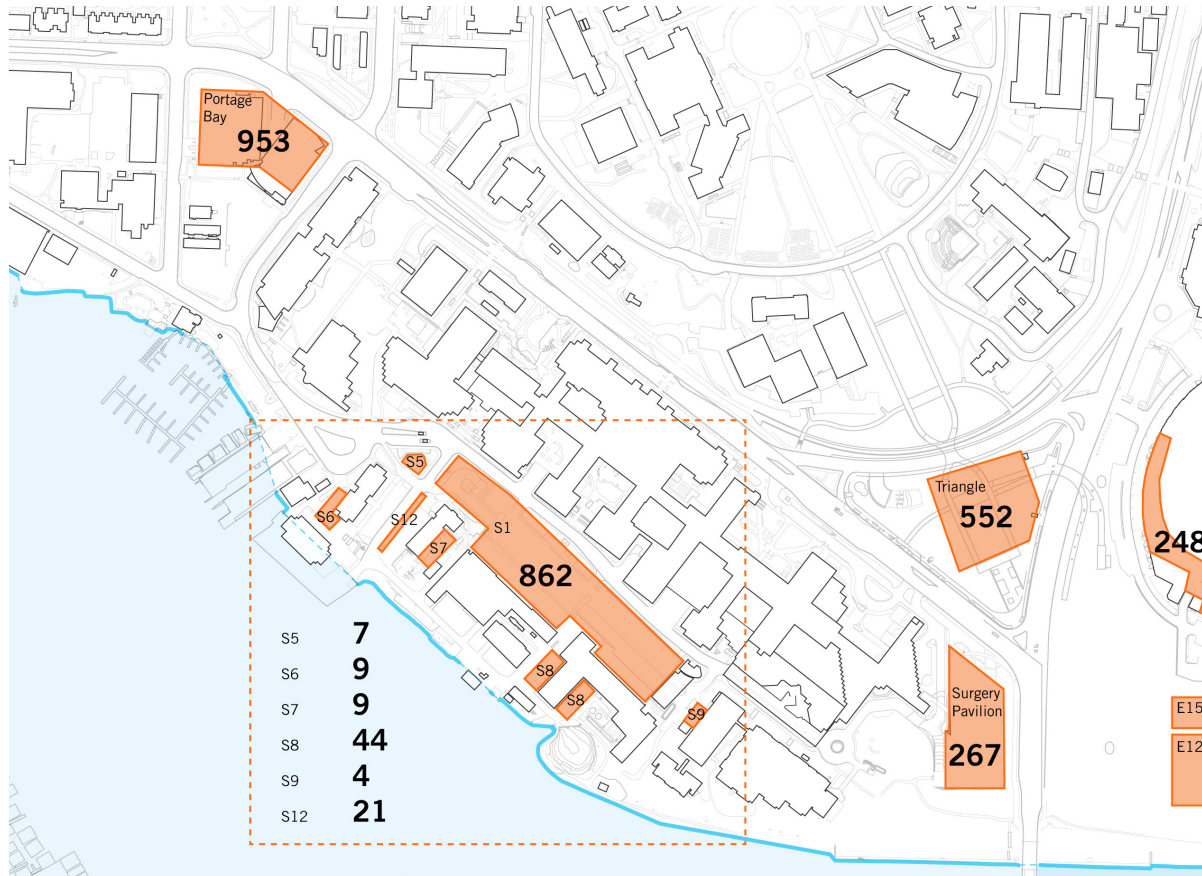 Portage
Bay
953
S5
S6
S12
S1
S7
862
Triangle
552
248
S8
S8
S9
Surgery
Pavilion
267
E15
E12
S5 7
S6 9
S7 9
S8 44
S9 4
S12 21